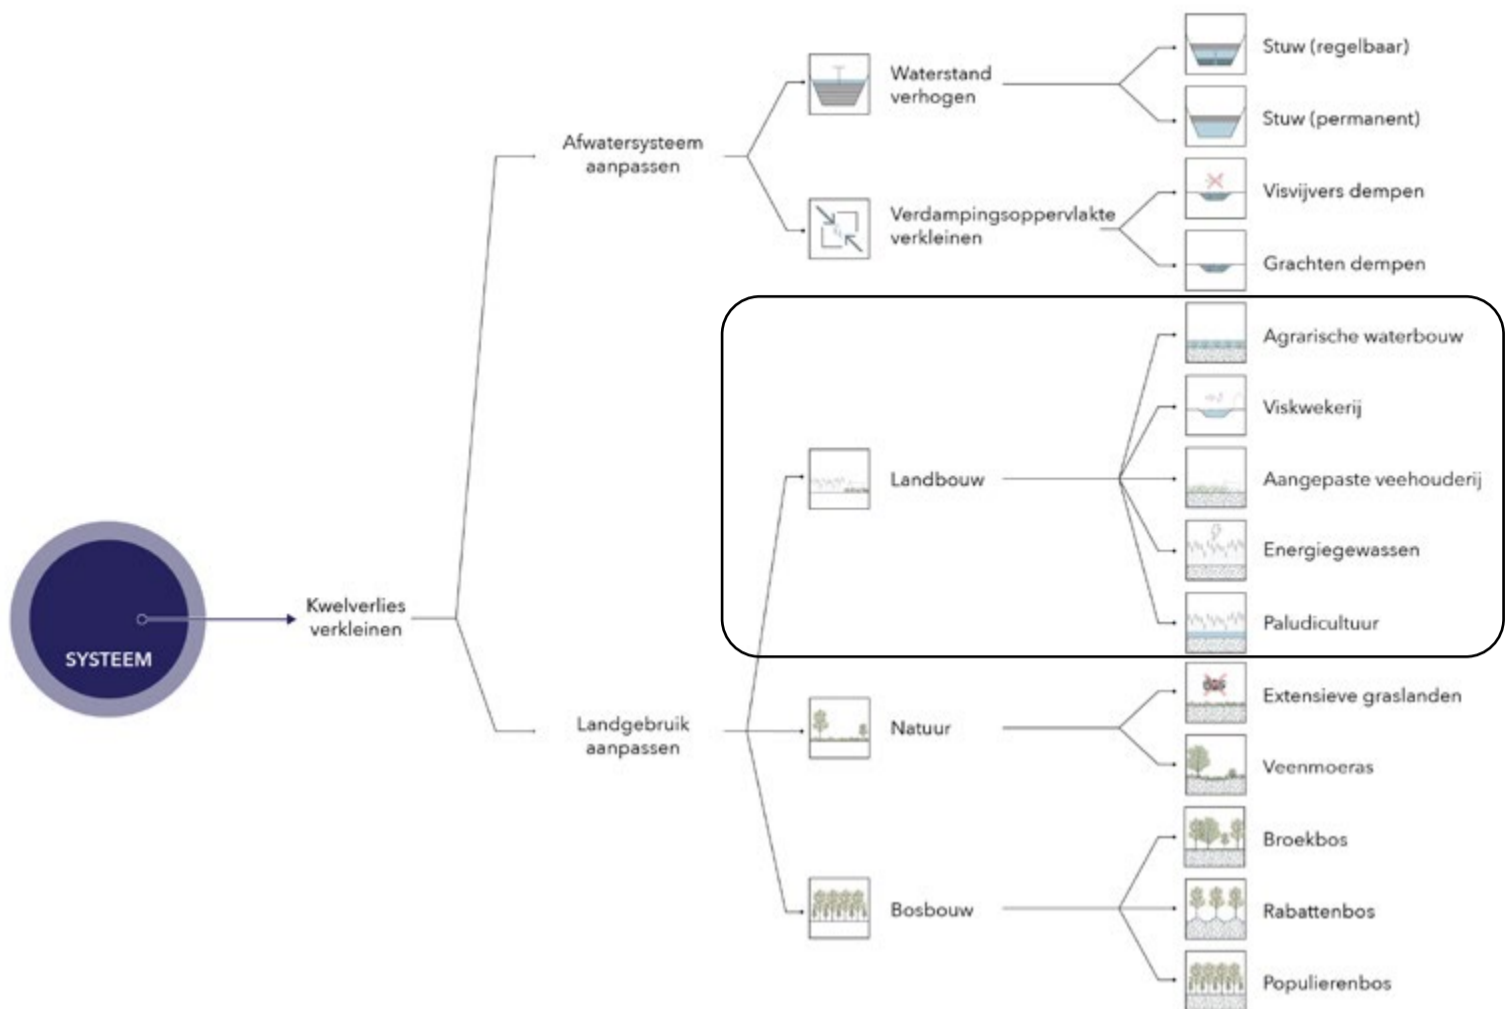 SYSTEEM
Kwelverlies
verkleinen
Afwatersysteem
aanpassen
Waterstand
verhogen
Stuw (regelbaar)
Stuw (permanent)
Verdampingsoppervlakte
verkleinen
Visvijvers dempen
Grachten dempen
Landgebruik
aanpassen
Landbouw
Agrarische waterbouw
Viskwekerij
Aangepaste veehouderij
Energiegewassen
Paludicultuur
Natuur
Extensieve graslanden
Veenmoeras
Bosbouw
Broekbos
Rabattenbos
Populierenbos